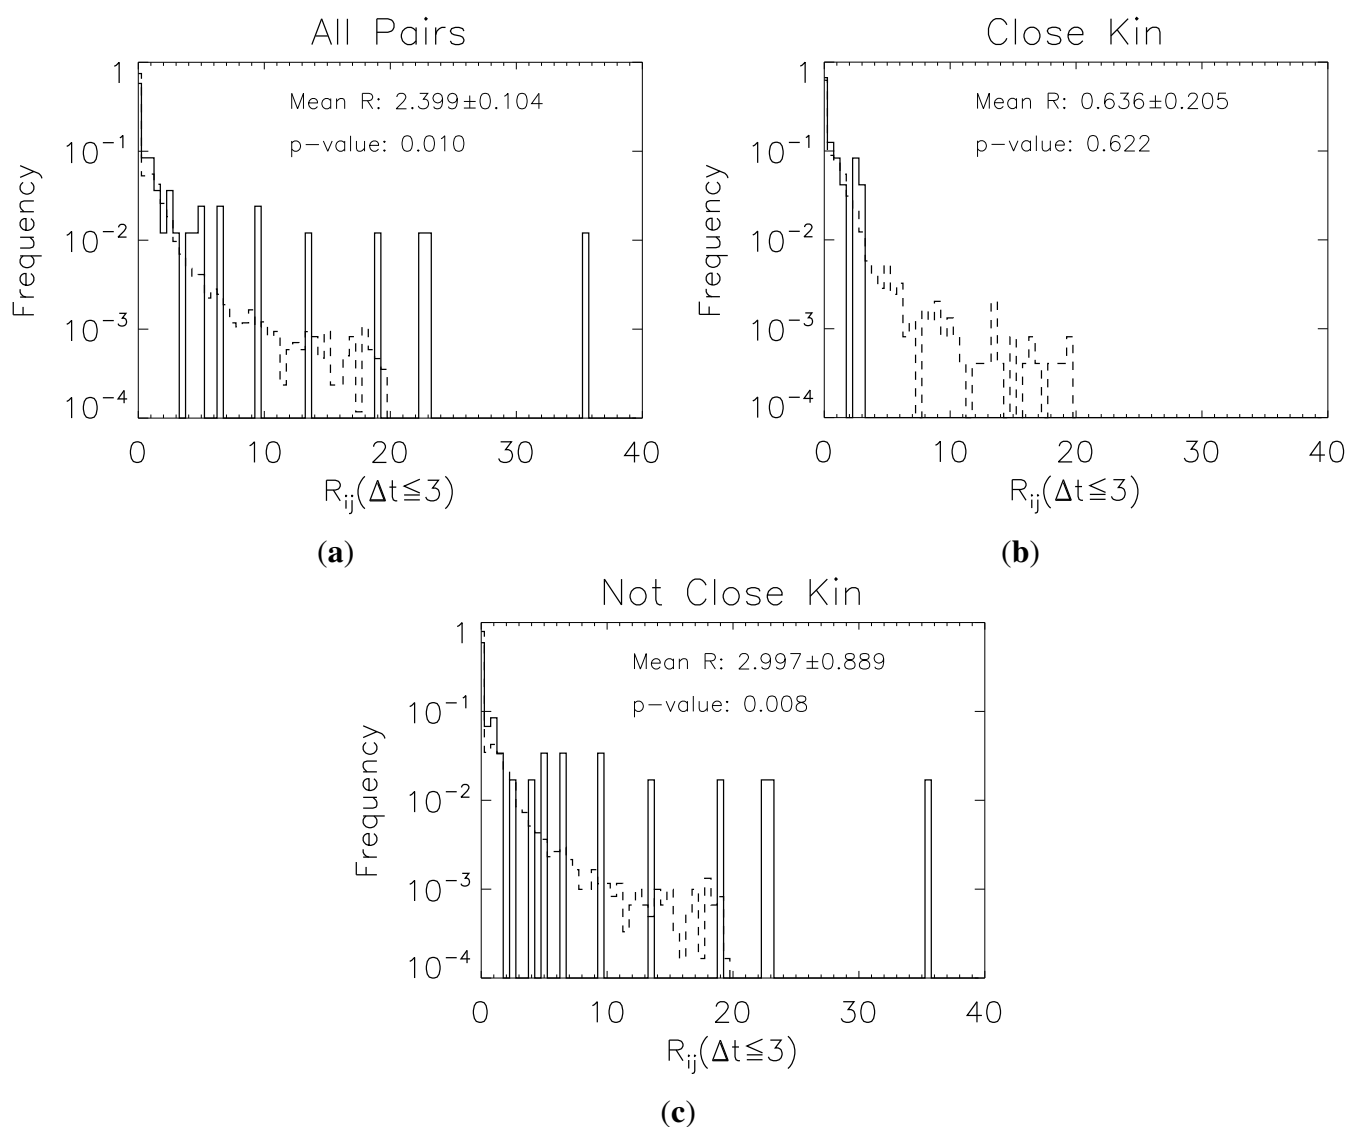 All Pairs
Mean R: 2.399±0.104
p−value: 0.010
Frequency
1
10⁻¹
10⁻²
10⁻³
10⁻⁴
0 10 20 30 40
R_ij(Δt≦3)
(a)
Close Kin
Mean R: 0.636±0.205
p−value: 0.622
Frequency
1
10⁻¹
10⁻²
10⁻³
10⁻⁴
0 10 20 30 40
R_ij(Δt≦3)
(b)
Not Close Kin
Mean R: 2.997±0.889
p−value: 0.008
Frequency
1
10⁻¹
10⁻²
10⁻³
10⁻⁴
0 10 20 30 40
R_ij(Δt≦3)
(c)